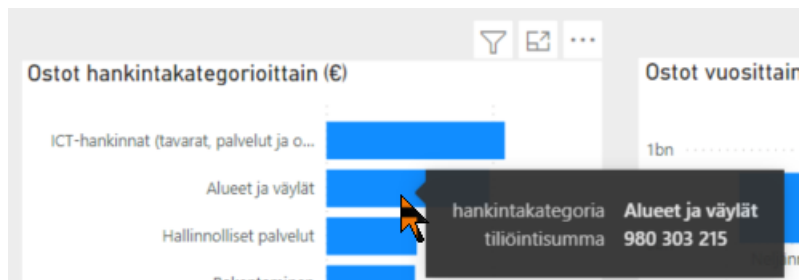 Ostot hankintakategorioittain (€)
Ostot vuosittain
ICT-hankinnat (tavarat, palvelut ja o...
1bn
Alueet ja väylät
hankintakategoria Alueet ja väylät
Hallinnolliset palvelut
tiliöintisumma 980 303 215
Rakentaminen